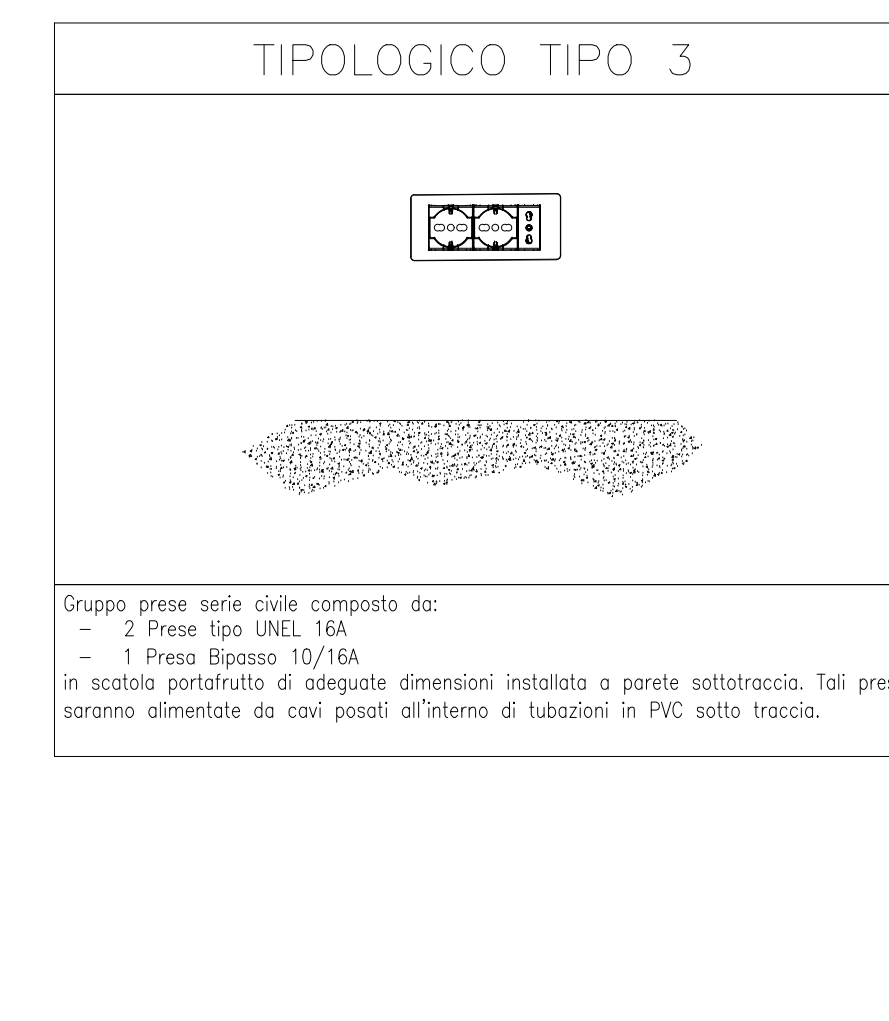 TIPOLOGICO TIPO 3
Gruppo prese serie civile composto da:
- 2 Prese tipo UNEL 16A
- 1 Presa Bipasso 10/16A
in scatola portafrutto di adeguate dimensioni installata a parete sottotraccia. Tali
saranno alimentate da cavi posati all'interno di tubazioni in PVC sotto traccia.